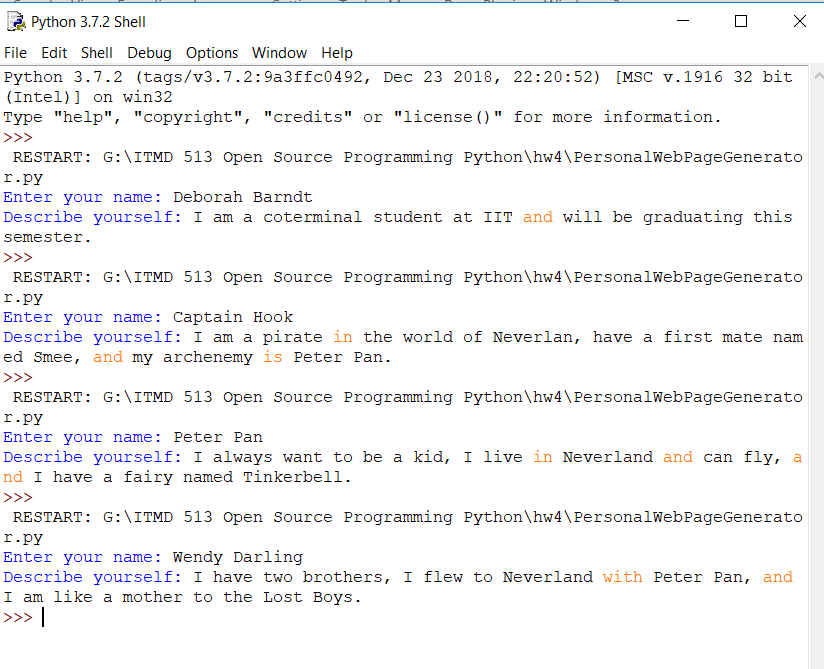 Python 3.7.2 Shell
File Edit Shell Debug Options Window Help
Python 3.7.2 (tags/v3.7.2:9a3ffc0492, Dec 23 2018, 22:20:52) [MSC v.1916 32 bit
(Intel)] on win32
Type "help", "copyright", "credits" or "license()" for more information.
>>>
RESTART: G:\ITMD 513 Open Source Programming Python\hw4\PersonalWebPageGenerato
r.py
Enter your name: Deborah Barndt
Describe yourself: I am a coterminal student at IIT and will be graduating this
semester.
>>>
RESTART: G:\ITMD 513 Open Source Programming Python\hw4\PersonalWebPageGenerato
r.py
Enter your name: Captain Hook
Describe yourself: I am a pirate in the world of Neverlan, have a first mate nam
ed Smee, and my archenemy is Peter Pan.
>>>
RESTART: G:\ITMD 513 Open Source Programming Python\hw4\PersonalWebPageGenerato
r.py
Enter your name: Peter Pan
Describe yourself: I always want to be a kid, I live in Neverland and can fly, a
nd I have a fairy named Tinkerbell.
>>>
RESTART: G:\ITMD 513 Open Source Programming Python\hw4\PersonalWebPageGenerato
r.py
Enter your name: Wendy Darling
Describe yourself: I have two brothers, I flew to Neverland with Peter Pan, and
I am like a mother to the Lost Boys.
>>>